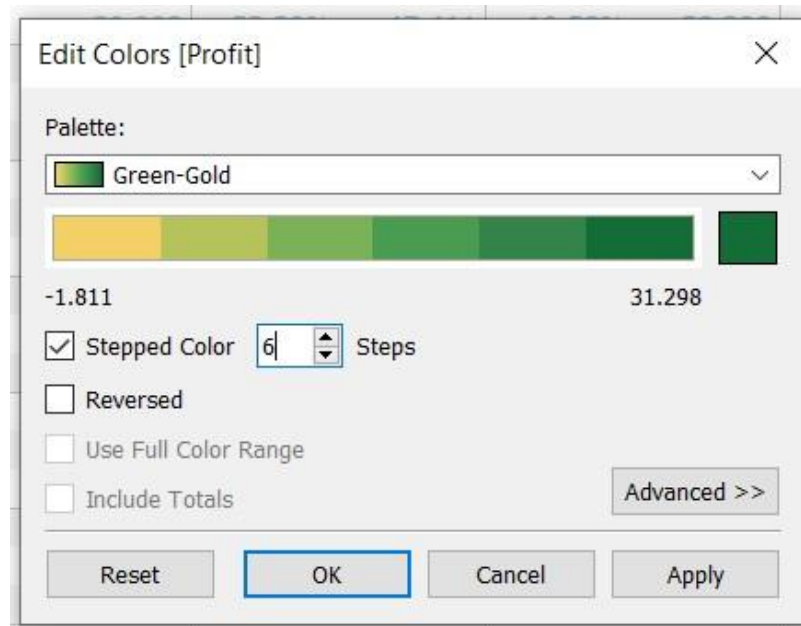 Edit Colors [Profit]
Palette:
Green-Gold
-1.811 31.298
Stepped Color 6 Steps
Reversed
Use Full Color Range
Include Totals
Advanced >>
Reset OK Cancel Apply